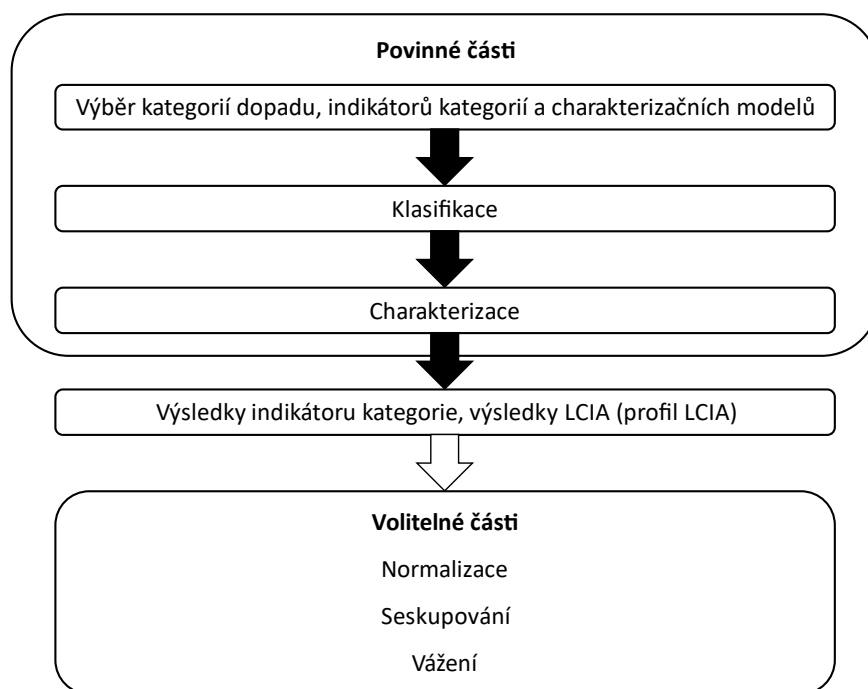 Povinné části
Výběr kategorií dopadu, indikátorů kategorií a charakterizačních modelů
Klasifikace
Charakterizace
Výsledky indikátoru kategorie, výsledky LCIA (profil LCIA)
Volitelné části
Normalizace
Seskupování
Vážení